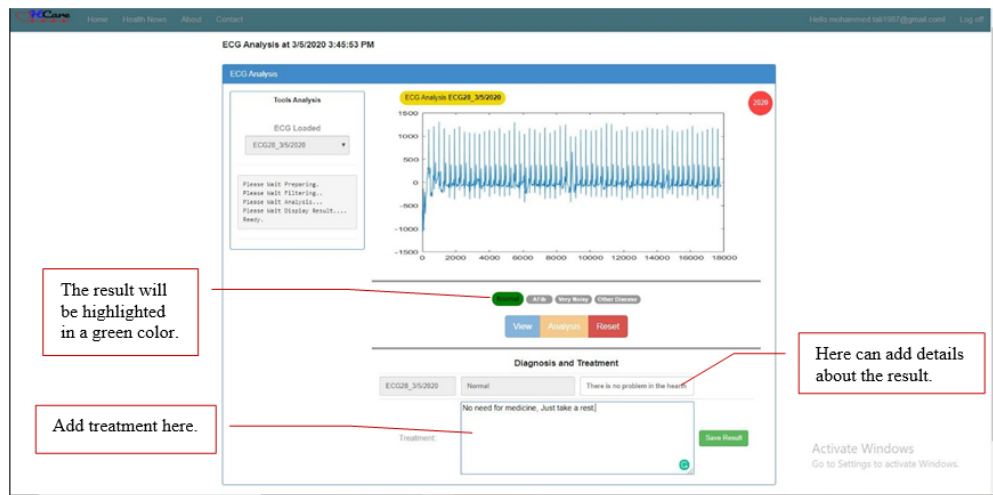 HiCare Home Health News About Contact Hello mohammed.tali1987@gmail.com! Log off
ECG Analysis at 3/5/2020 3:45:53 PM
ECG Analysis
Tools Analysis
ECG Loaded
ECG28_3/5/2020
Please Wait Preparing.
Please Wait Filtering..
Please Wait Analysis...
Please Wait Display Result....
Ready.
ECG Analysis ECG28_3/5/2020
2020
1500
1000
500
0
-500
-1000
-1500
0 2000 4000 6000 8000 10000 12000 14000 16000 18000
The result will
be highlighted
in a green color.
Normal AFib Very Noisy Other Disease
View Analysis Reset
Diagnosis and Treatment
ECG28_3/5/2020 Normal There is no problem in the hearth
Here can add details
about the result.
Add treatment here.
Treatment:
No need for medicine, Just take a rest.
Save Result
Activate Windows
Go to Settings to activate Windows.